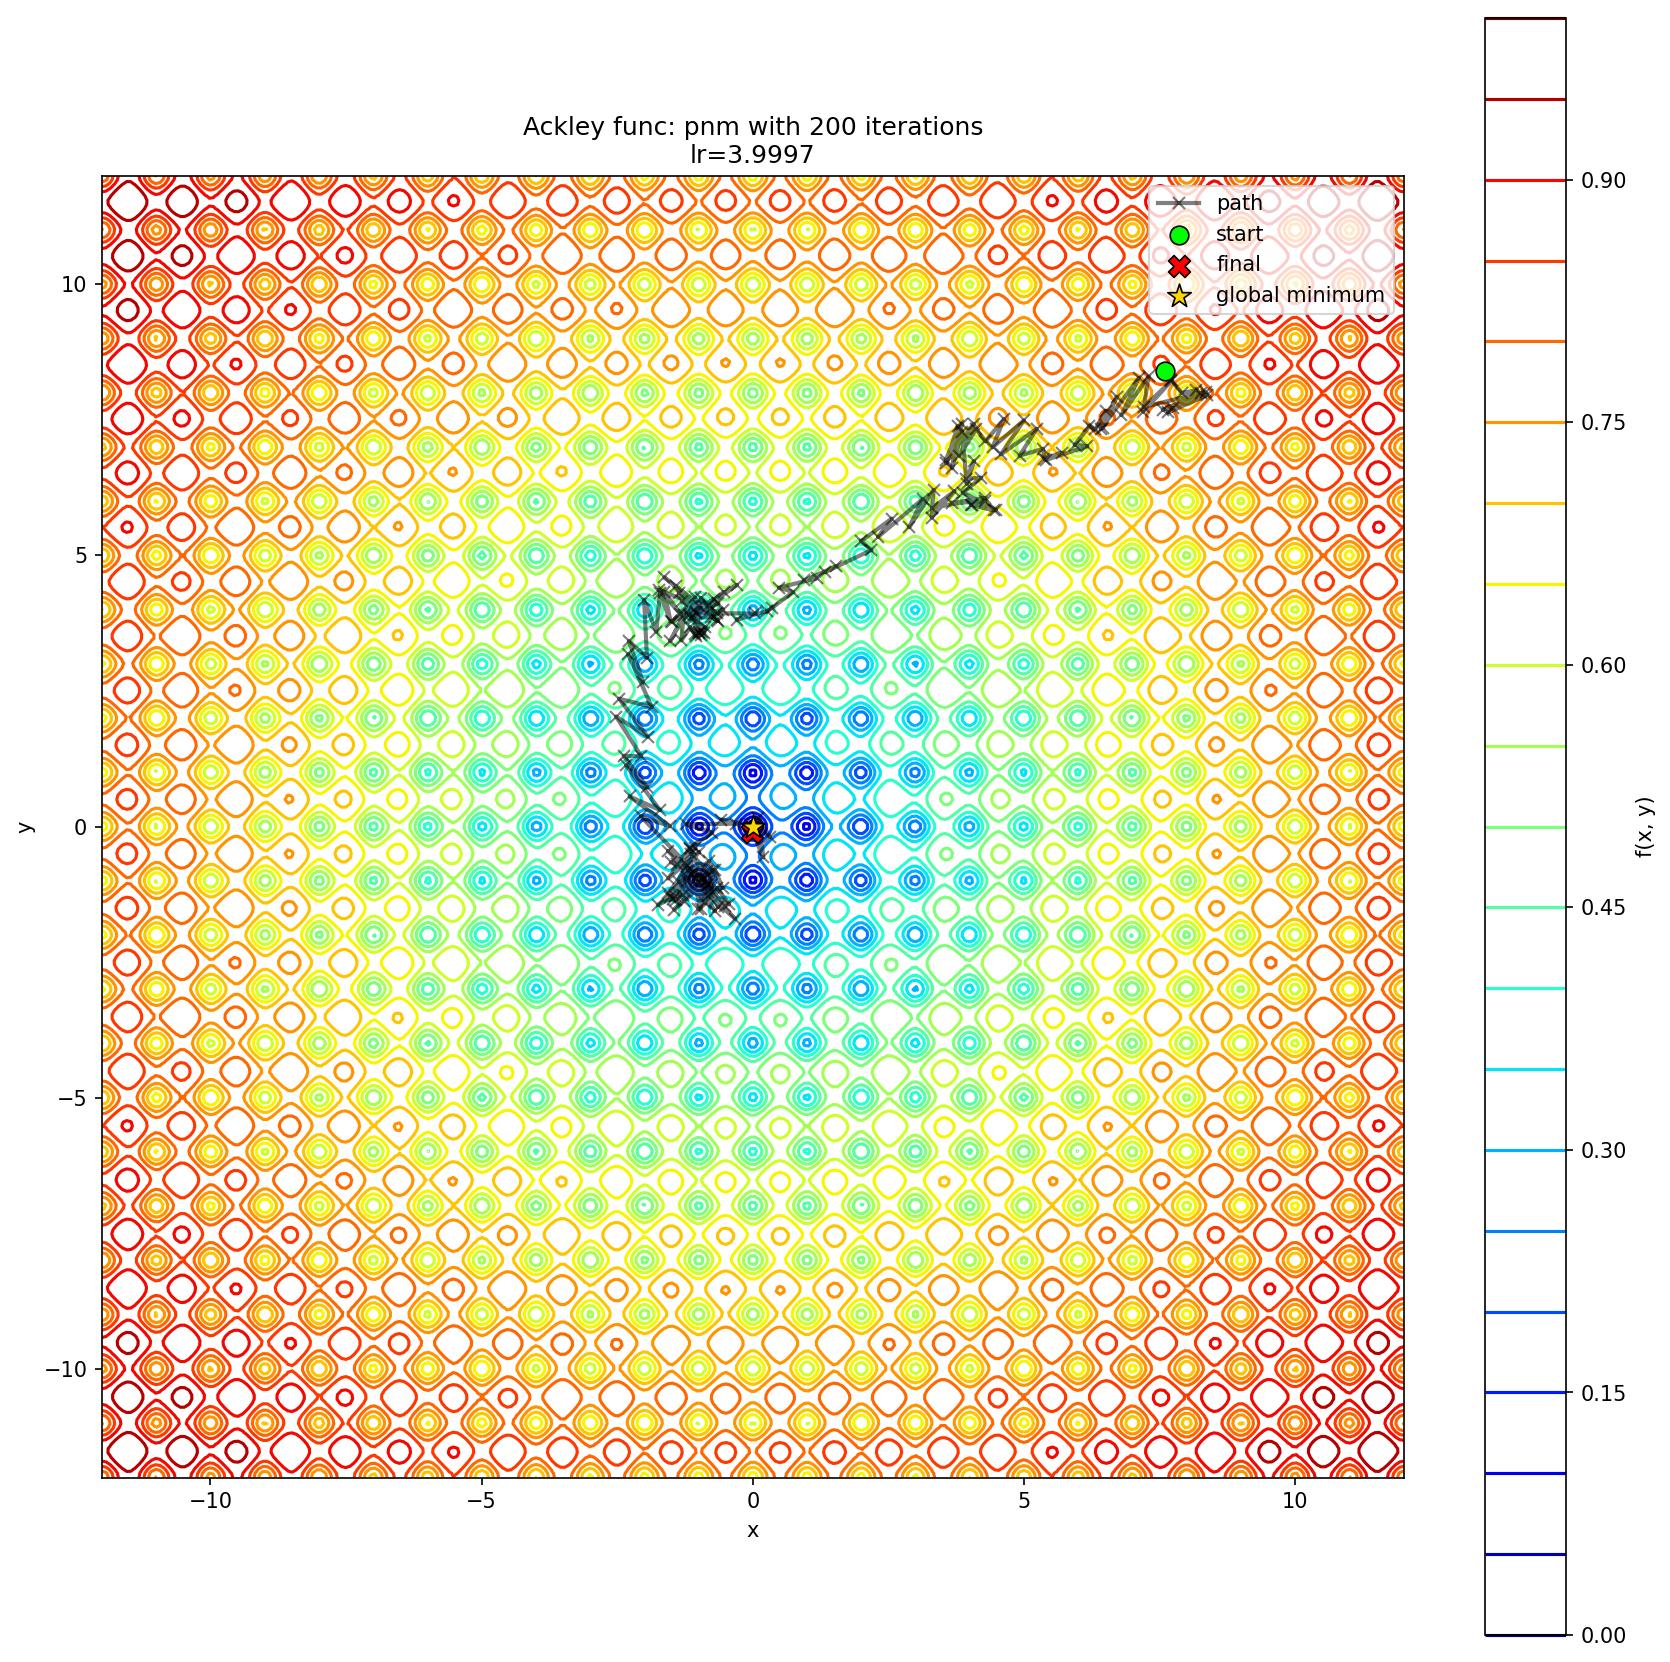 Ackley func: pnm with 200 iterations
lr=3.9997
path
start
final
global minimum
10
5
0
−5
−10
y
−10
−5
0
5
10
x
0.90
0.75
0.60
0.45
0.30
0.15
0.00
f(x, y)